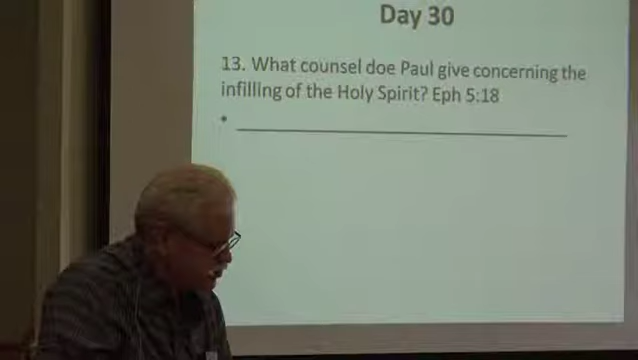 Day 30
13. What counsel doe Paul give concerning the
infilling of the Holy Spirit? Eph 5:18